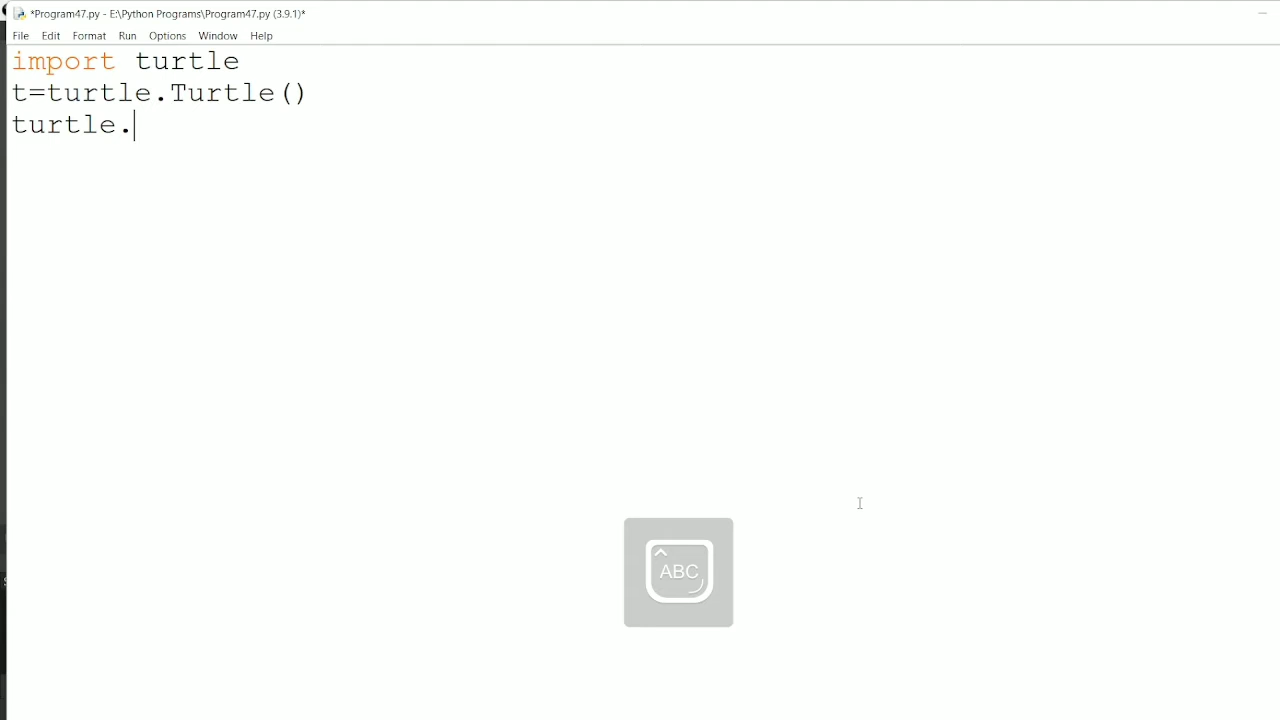 *Program47.py - E:\Python Programs\Program47.py (3.9.1)*
File Edit Format Run Options Window Help
import turtle
t=turtle.Turtle()
turtle.
ABC